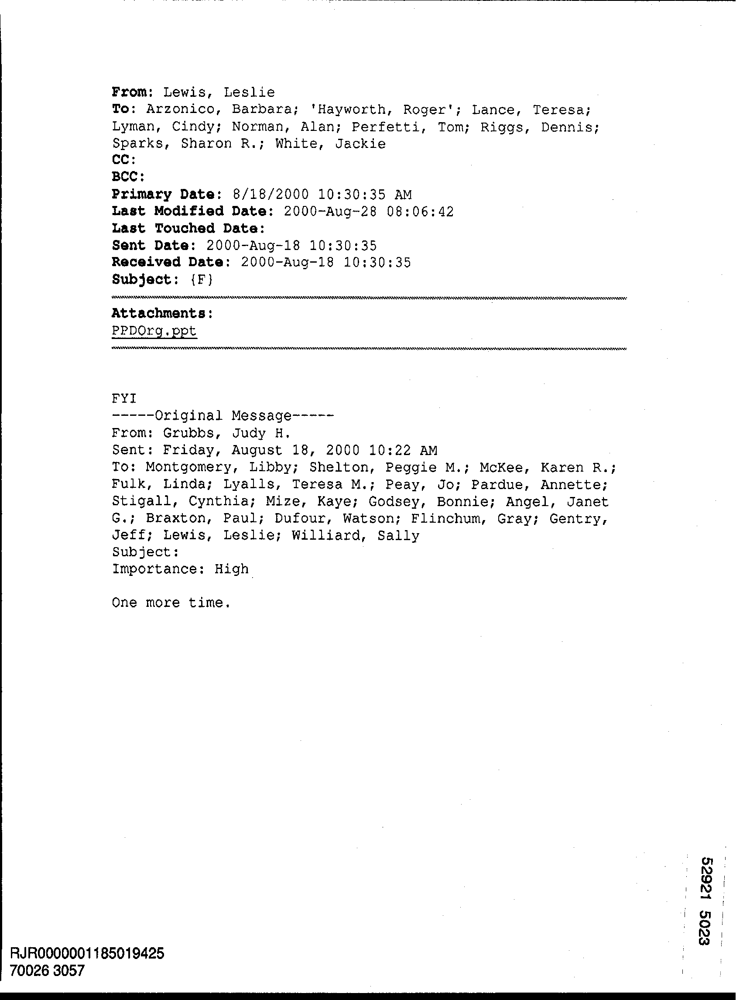 From: Lewis, Leslie
To: Arzonico, Barbara; 'Hayworth, Roger'; Lance, Teresa;
Lyman, Cindy; Norman, Alan; Perfetti, Tom; Riggs, Dennis;
Sparks, Sharon R.; White, Jackie
CC:
BCC:
Primary Date: 8/18/2000 10:30:35 AM
Last Modified Date: 2000-Aug-28 08:06:42
Last Touched Date:
Sent Date: 2000-Aug-18 10:30:35
Received Date: 2000-Aug-18 10:30:35
Subject: {F}
Attachments:
PPDOrg.ppt
FYI
-----Original Message-----
From: Grubbs, Judy H.
Sent: Friday, August 18, 2000 10:22 AM
To: Montgomery, Libby; Shelton, Peggie M.; McKee, Karen R.;
Fulk, Linda; Lyalls, Teresa M.; Peay, Jo; Pardue, Annette;
Stigall, Cynthia; Mize, Kaye; Godsey, Bonnie; Angel, Janet
G.; Braxton, Paul; Dufour, Watson; Flinchum, Gray; Gentry,
Jeff; Lewis, Leslie; Williard, Sally
Subject:
Importance: High
One more time.
52921 5023
RJR0000001185019425
70026 3057